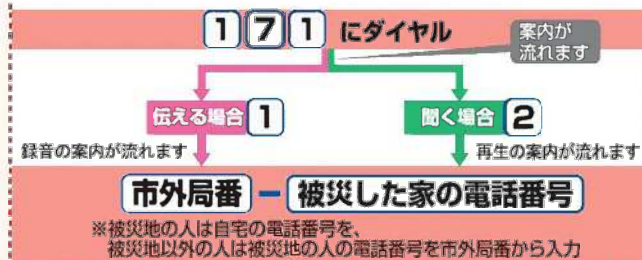 171 にダイヤル
案内が
流れます
伝える場合 1
聞く場合 2
録音の案内が流れます
再生の案内が流れます
市外局番－被災した家の電話番号
※被災地の人は自宅の電話番号を、
被災地以外の人は被災地の人の電話番号を市外局番から入力